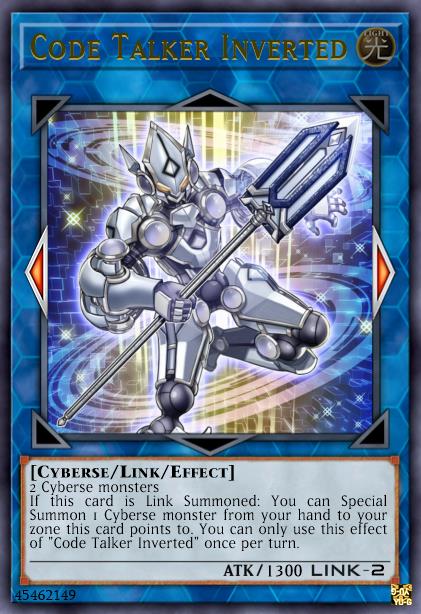 Code Talker Inverted
LIGHT
光
[Cyberse/Link/Effect]
2 Cyberse monsters
If this card is Link Summoned: You can Special
Summon 1 Cyberse monster from your hand to your
zone this card points to. You can only use this effect
of "Code Talker Inverted" once per turn.
ATK/1300 LINK-2
45462149